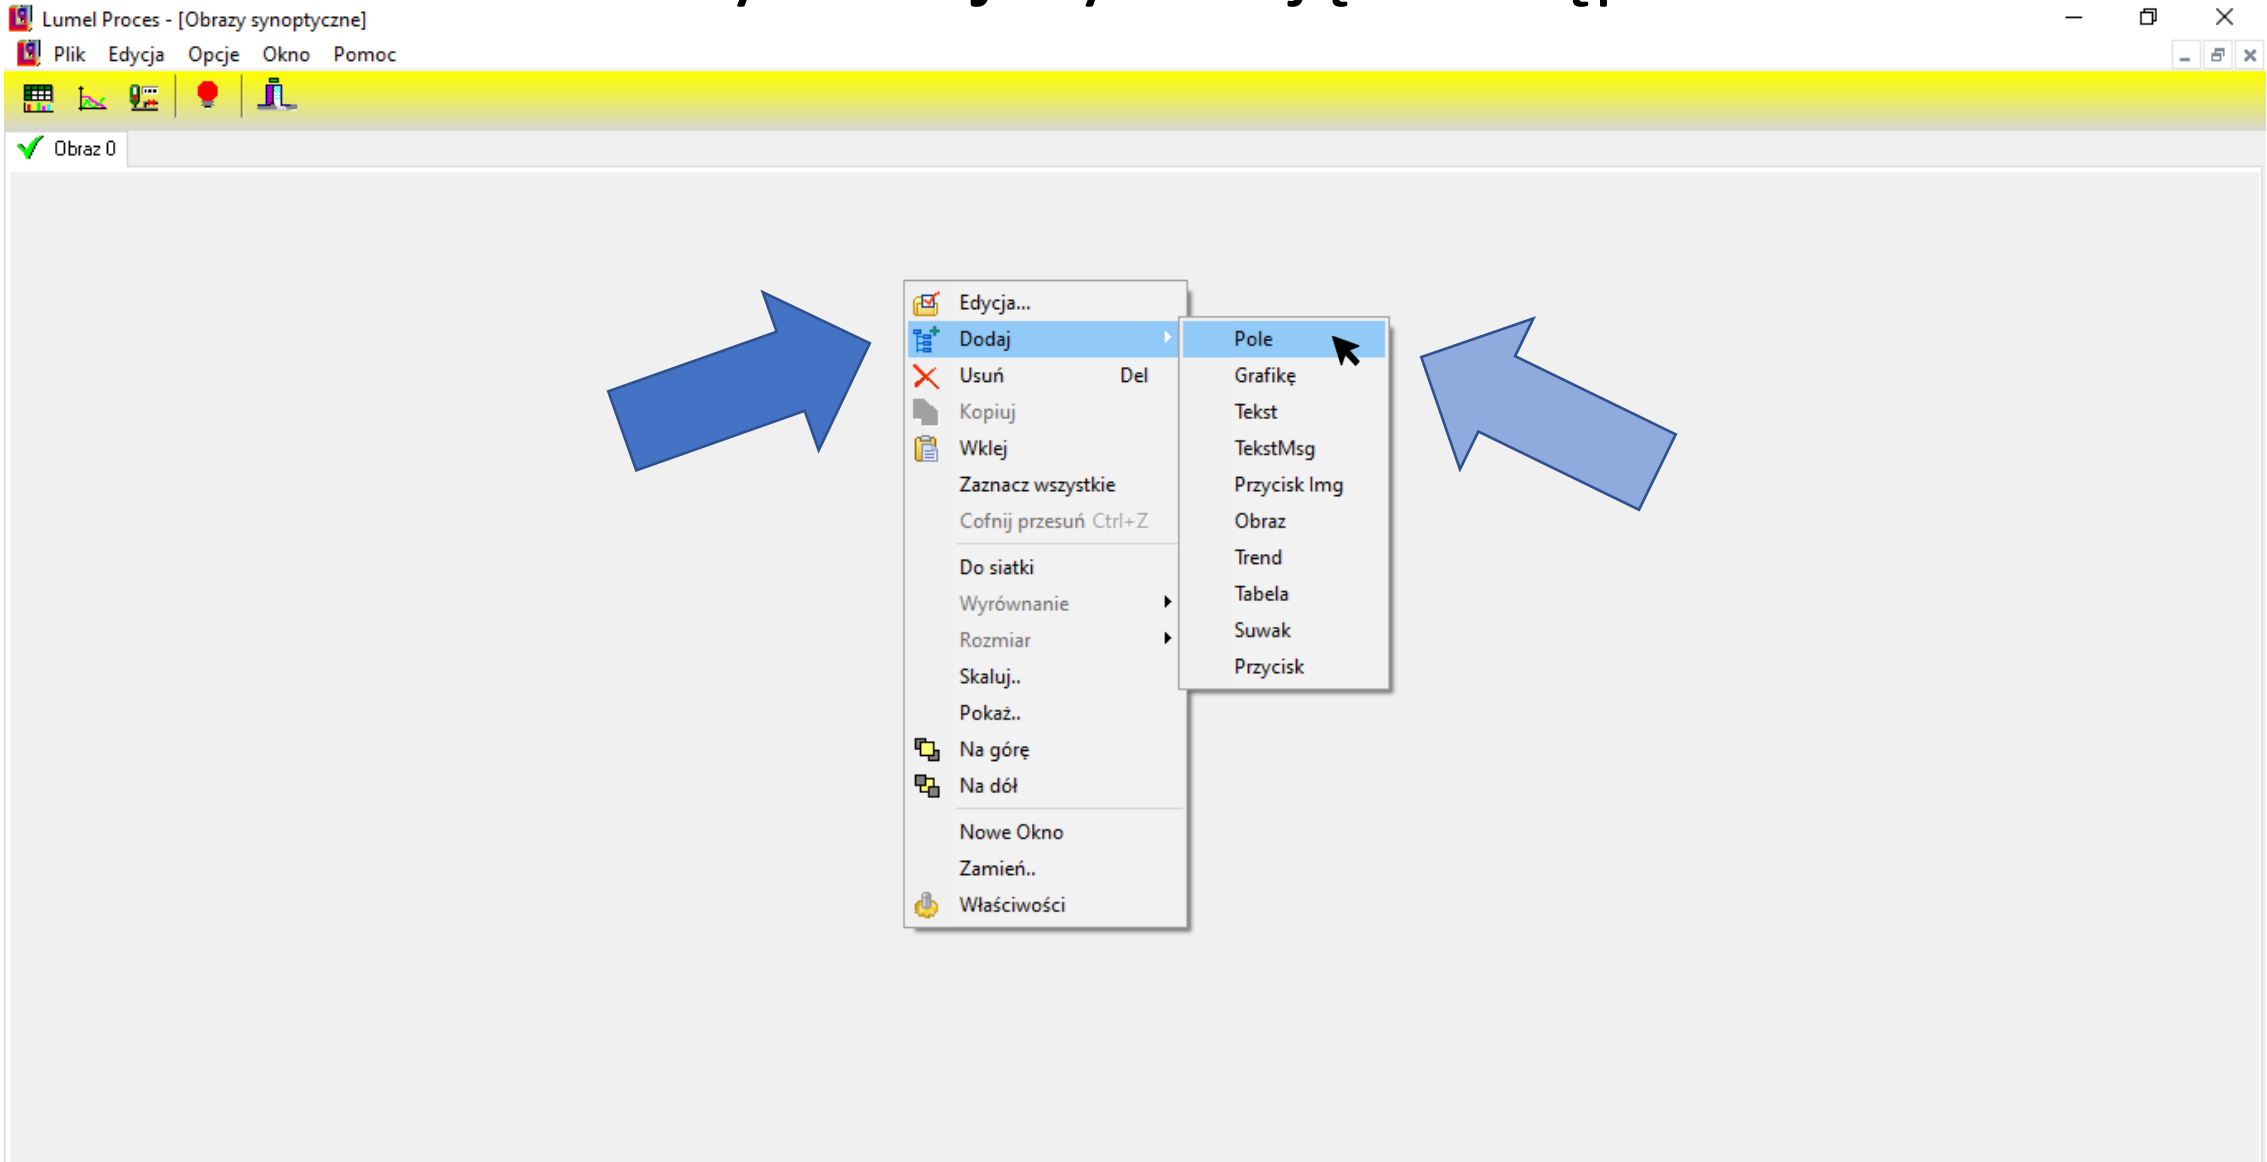 Lumel Proces - [Obrazy synoptyczne]
Plik Edycja Opcje Okno Pomoc
Obraz 0
Edycja...
Dodaj
Usuń Del
Kopiuj
Wklej
Zaznacz wszystkie
Cofnij przesuń Ctrl+Z
Do siatki
Wyrównanie
Rozmiar
Skaluj..
Pokaż..
Na górę
Na dół
Nowe Okno
Zamień..
Właściwości
Pole
Grafikę
Tekst
TekstMsg
Przycisk Img
Obraz
Trend
Tabela
Suwak
Przycisk